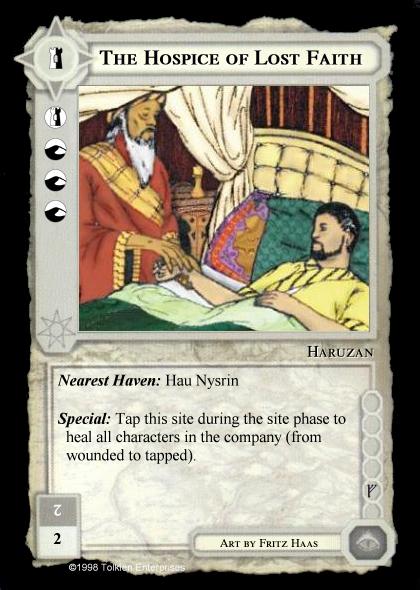 The Hospice of Lost Faith
Haruzan
Nearest Haven: Hau Nysrin
Special: Tap this site during the site phase to
heal all characters in the company (from
wounded to tapped).
2
2
Art by Fritz Haas
©1998 Tolkien Enterprises